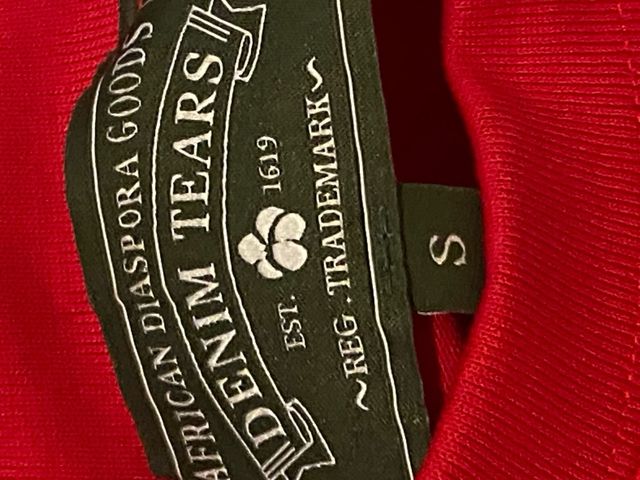 AFRICAN DIASPORA GOODS
DENIM TEARS
EST. 1619
~REG. TRADEMARK~
S